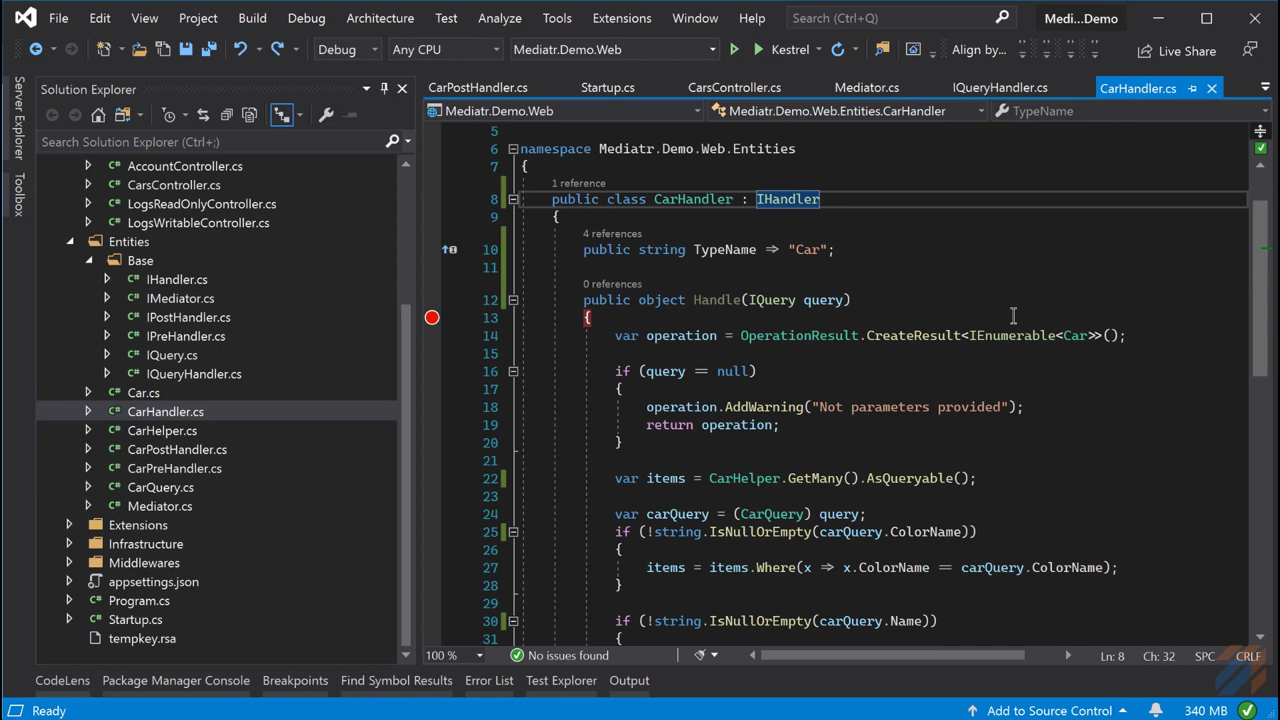 File Edit View Project Build Debug Architecture Test Analyze Tools Extensions Window Help Search (Ctrl+Q) Medi...Demo
Debug Any CPU Mediatr.Demo.Web Kestrel Align by... Live Share
Server Explorer
Toolbox
Solution Explorer
Search Solution Explorer (Ctrl+;)
C# AccountController.cs
C# CarsController.cs
C# LogsReadOnlyController.cs
C# LogsWritableController.cs
Entities
Base
C# IHandler.cs
C# IMediator.cs
C# IPostHandler.cs
C# IPreHandler.cs
C# IQuery.cs
C# IQueryHandler.cs
C# Car.cs
C# CarHandler.cs
C# CarHelper.cs
C# CarPostHandler.cs
C# CarPreHandler.cs
C# CarQuery.cs
C# Mediator.cs
Extensions
Infrastructure
Middlewares
appsettings.json
C# Program.cs
C# Startup.cs
tempkey.rsa
CarPostHandler.cs Startup.cs CarsController.cs Mediator.cs IQueryHandler.cs CarHandler.cs
Mediatr.Demo.Web Mediatr.Demo.Web.Entities.CarHandler TypeName
5
6 namespace Mediatr.Demo.Web.Entities
7 {
1 reference
8 public class CarHandler : IHandler
9 {
4 references
10 public string TypeName => "Car";
11
0 references
12 public object Handle(IQuery query)
13 {
14 var operation = OperationResult.CreateResult<IEnumerable<Car>>();
15
16 if (query == null)
17 {
18 operation.AddWarning("Not parameters provided");
19 return operation;
20 }
21
22 var items = CarHelper.GetMany().AsQueryable();
23
24 var carQuery = (CarQuery) query;
25 if (!string.IsNullOrEmpty(carQuery.ColorName))
26 {
27 items = items.Where(x => x.ColorName == carQuery.ColorName);
28 }
29
30 if (!string.IsNullOrEmpty(carQuery.Name))
31 {
100 % No issues found Ln: 8 Ch: 32 SPC CRLF
CodeLens Package Manager Console Breakpoints Find Symbol Results Error List Test Explorer Output
Ready Add to Source Control 340 MB